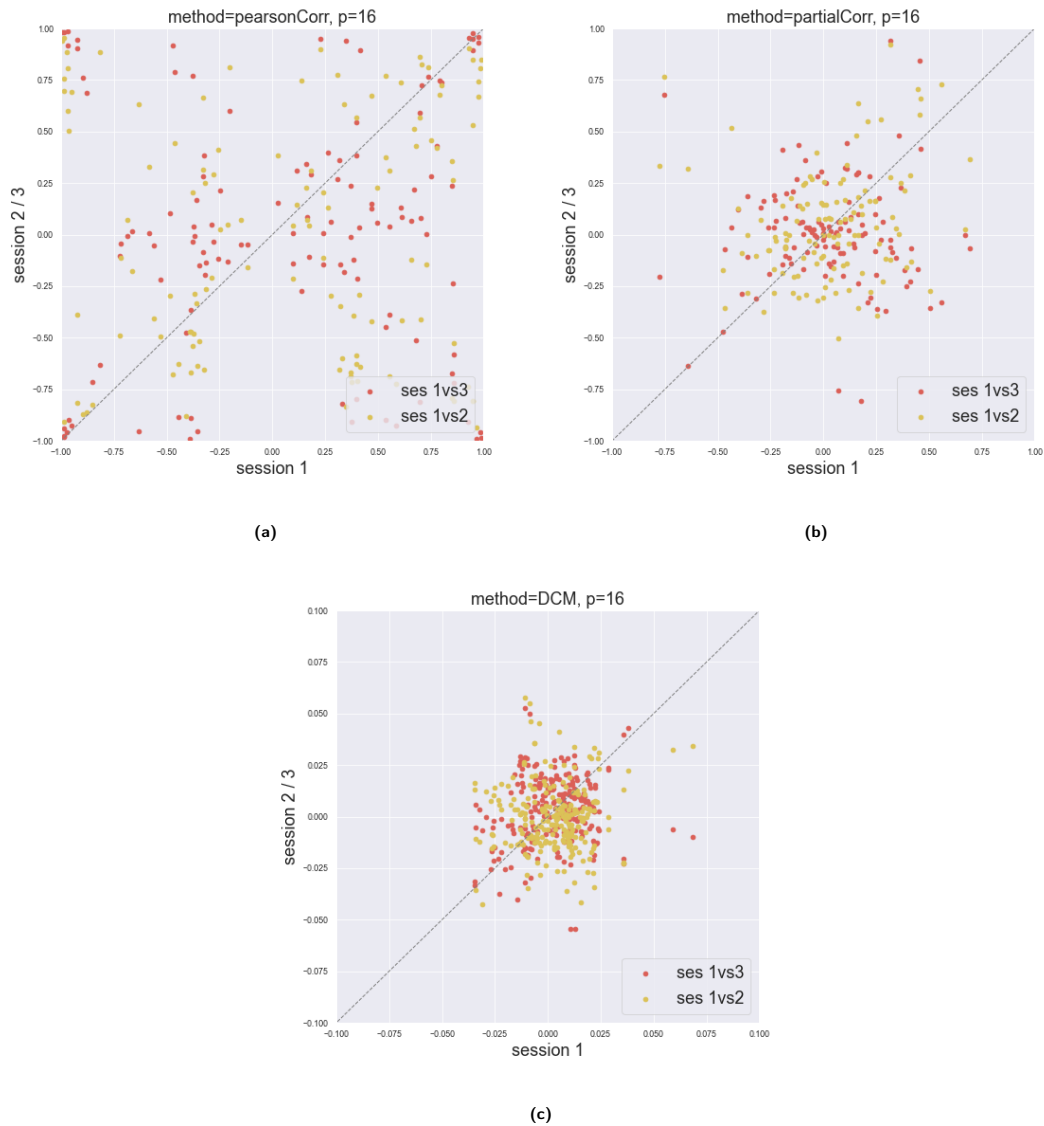 method=pearsonCorr, p=16
1.00
0.75
0.50
0.25
0.00
−0.25
−0.50
−0.75
−1.00
session 2 / 3
ses 1vs3
ses 1vs2
−1.00 −0.75 −0.50 −0.25 0.00 0.25 0.50 0.75 1.00
session 1
(a)
method=partialCorr, p=16
1.00
0.75
0.50
0.25
0.00
−0.25
−0.50
−0.75
−1.00
session 2 / 3
ses 1vs3
ses 1vs2
−1.00 −0.75 −0.50 −0.25 0.00 0.25 0.50 0.75 1.00
session 1
(b)
method=DCM, p=16
0.100
0.075
0.050
0.025
0.000
−0.025
−0.050
−0.075
−0.100
session 2 / 3
ses 1vs3
ses 1vs2
−0.100 −0.075 −0.050 −0.025 0.000 0.025 0.050 0.075 0.100
session 1
(c)